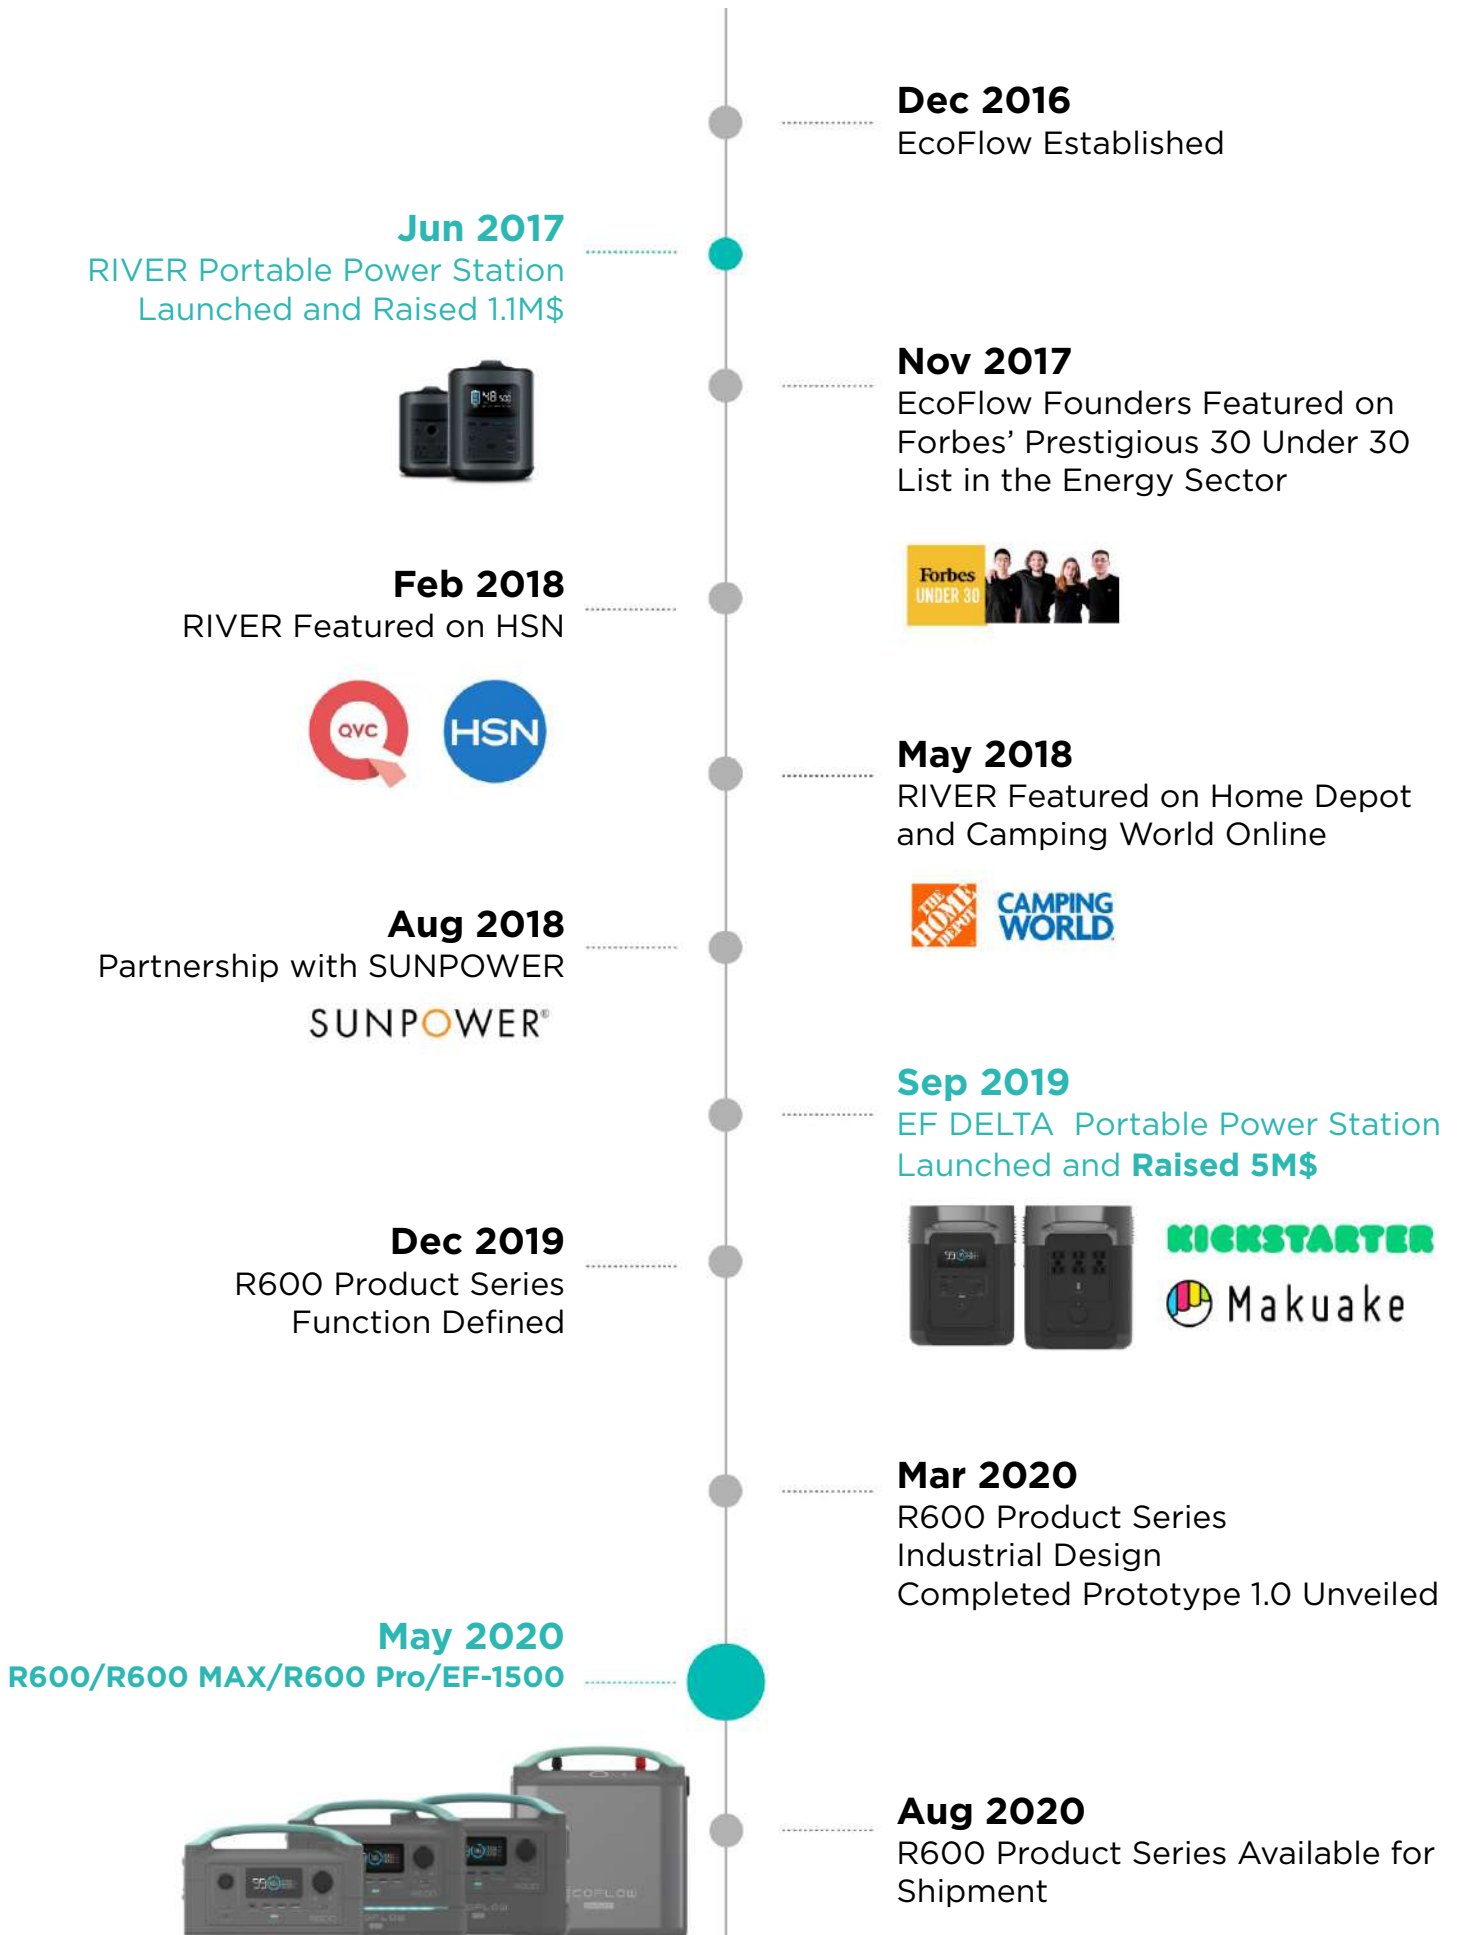 Dec 2016
EcoFlow Established
Jun 2017
RIVER Portable Power Station
Launched and Raised 1.1M$
Nov 2017
EcoFlow Founders Featured on
Forbes’ Prestigious 30 Under 30
List in the Energy Sector
Forbes
UNDER 30
Feb 2018
RIVER Featured on HSN
QVC
HSN
May 2018
RIVER Featured on Home Depot
and Camping World Online
THE
HOME
DEPOT
CAMPING
WORLD
Aug 2018
Partnership with SUNPOWER
SUNPOWER®
Sep 2019
EF DELTA  Portable Power Station
Launched and Raised 5M$
KICKSTARTER
Makuake
Dec 2019
R600 Product Series
Function Defined
Mar 2020
R600 Product Series
Industrial Design
Completed Prototype 1.0 Unveiled
May 2020
R600/R600 MAX/R600 Pro/EF-1500
Aug 2020
R600 Product Series Available for
Shipment